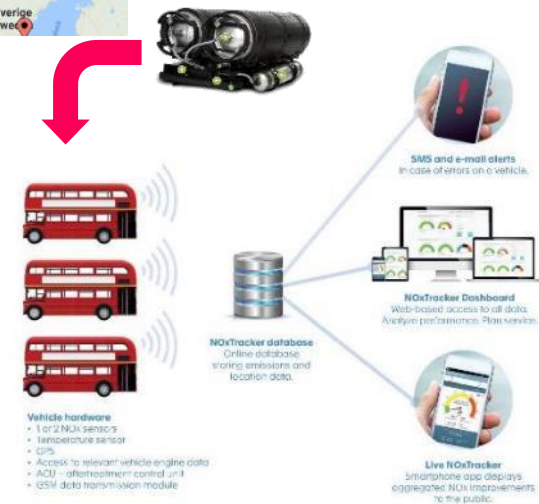 verige
SMS and e-mail alerts
In case of errors on a vehicle.
NOxTracker Dashboard
Web-based access to all data.
Analyze performance. Plan service.
NOxTracker database
Online database
storing emissions and
location data.
Vehicle hardware
• 1 or 2 NOx sensors
• Temperature sensor
• GPS
• Access to relevant vehicle engine data
• ACU - aftertreatment control unit
• GSM data transmission module
Live NOxTracker
Smartphone app displays
aggregated NOx improvements
to the public.